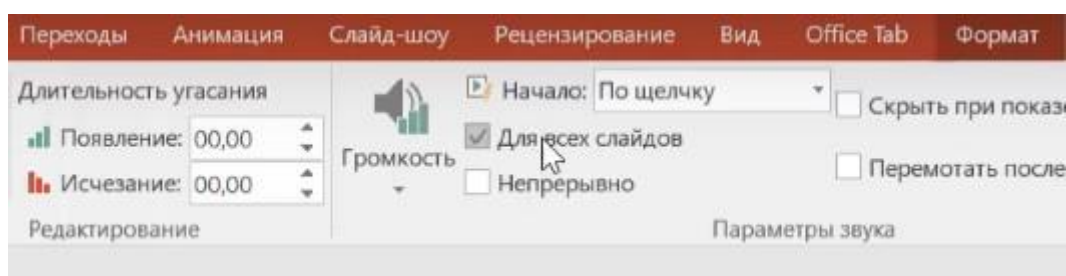 Переходы Анимация Слайд-шоу Рецензирование Вид Office Tab Формат
Длительность угасания
Появление: 00,00
Исчезание: 00,00
Редактирование
Громкость
Начало: По щелчку
Для всех слайдов
Непрерывно
Скрыть при показе
Перемотать после
Параметры звука